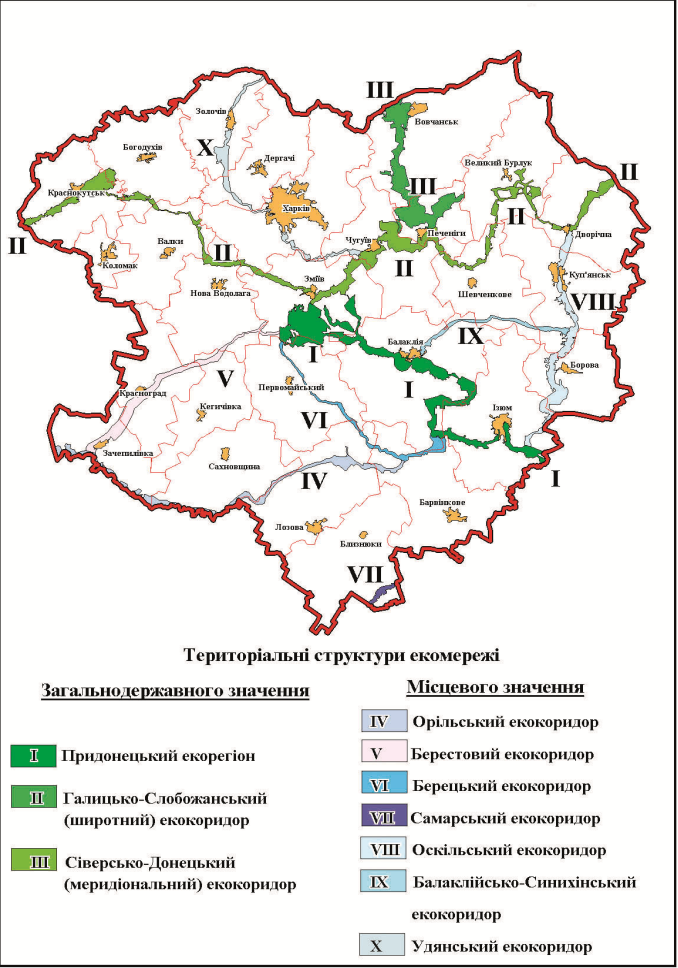 III
Вовчанськ
Золочів
X
Богодухів
Дергачі
Великий Бурлук
II
Краснокутськ
III
Харків
II
Печеніги
Дворічна
II
Чугуїв
II
Валки
II
Коломак
Куп'янськ
Зміїв
Нова Водолага
Шевченкове
VIII
IX
Балаклія
I
Борова
V
Первомайський
I
Красноград
Кегичівка
VI
Ізюм
Зачепилівка
Сахновщина
I
IV
Барвінкове
Лозова
Близнюки
VII
Територіальні структури екомережі
Загальнодержавного значення
I Придонецький екорегіон
II Галицько-Слобожанський
(широтний) екокоридор
III Сіверсько-Донецький
(меридіональний) екокоридор
Місцевого значення
IV Орільський екокоридор
V Берестовий екокоридор
VI Берецький екокоридор
VII Самарський екокоридор
VIII Оскільський екокоридор
IX Балаклійсько-Синихінський
екокоридор
X Удянський екокоридор